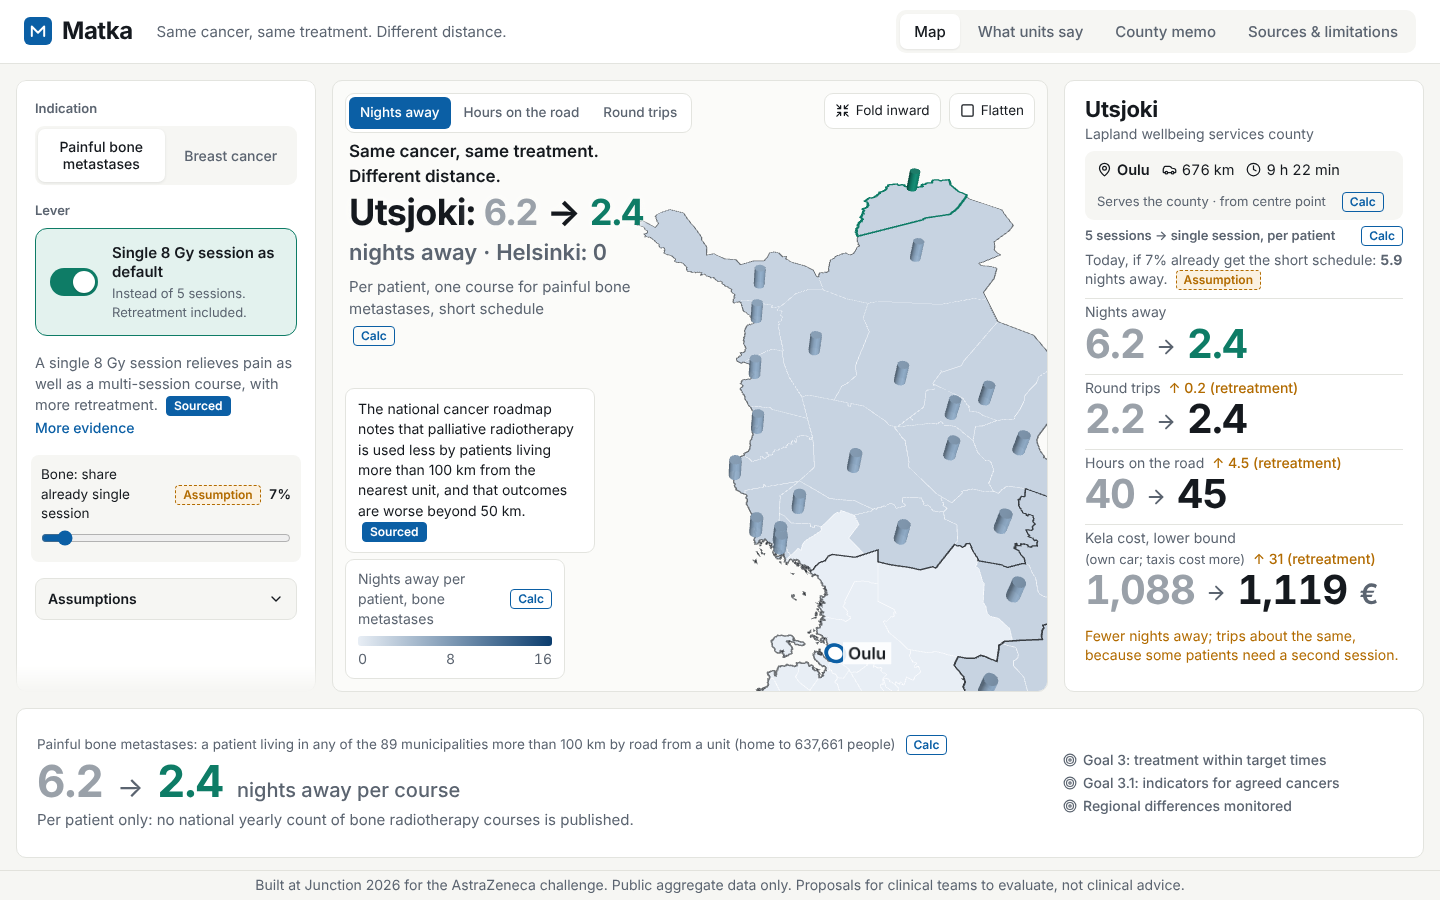 Matka
Same cancer, same treatment. Different distance.
Map
What units say
County memo
Sources & limitations
Indication
Painful bone
metastases
Breast cancer
Lever
Single 8 Gy session as
default
Instead of 5 sessions.
Retreatment included.
A single 8 Gy session relieves pain as
well as a multi-session course, with
more retreatment. Sourced
More evidence
Bone: share
already single
session
Assumption 7%
Assumptions
Nights away
Hours on the road
Round trips
Fold inward
Flatten
Same cancer, same treatment.
Different distance.
Utsjoki: 6.2 → 2.4
nights away · Helsinki: 0
Per patient, one course for painful bone
metastases, short schedule
Calc
The national cancer roadmap
notes that palliative radiotherapy
is used less by patients living
more than 100 km from the
nearest unit, and that outcomes
are worse beyond 50 km.
Sourced
Nights away per
patient, bone
metastases
Calc
0 8 16
Oulu
Utsjoki
Lapland wellbeing services county
Oulu 676 km 9 h 22 min
Serves the county · from centre point Calc
5 sessions → single session, per patient Calc
Today, if 7% already get the short schedule: 5.9
nights away. Assumption
Nights away
6.2 → 2.4
Round trips ↑ 0.2 (retreatment)
2.2 → 2.4
Hours on the road ↑ 4.5 (retreatment)
40 → 45
Kela cost, lower bound
(own car; taxis cost more) ↑ 31 (retreatment)
1,088 → 1,119 €
Fewer nights away; trips about the same,
because some patients need a second session.
Painful bone metastases: a patient living in any of the 89 municipalities more than 100 km by road from a unit (home to 637,661 people) Calc
6.2 → 2.4 nights away per course
Per patient only: no national yearly count of bone radiotherapy courses is published.
Goal 3: treatment within target times
Goal 3.1: indicators for agreed cancers
Regional differences monitored
Built at Junction 2026 for the AstraZeneca challenge. Public aggregate data only. Proposals for clinical teams to evaluate, not clinical advice.